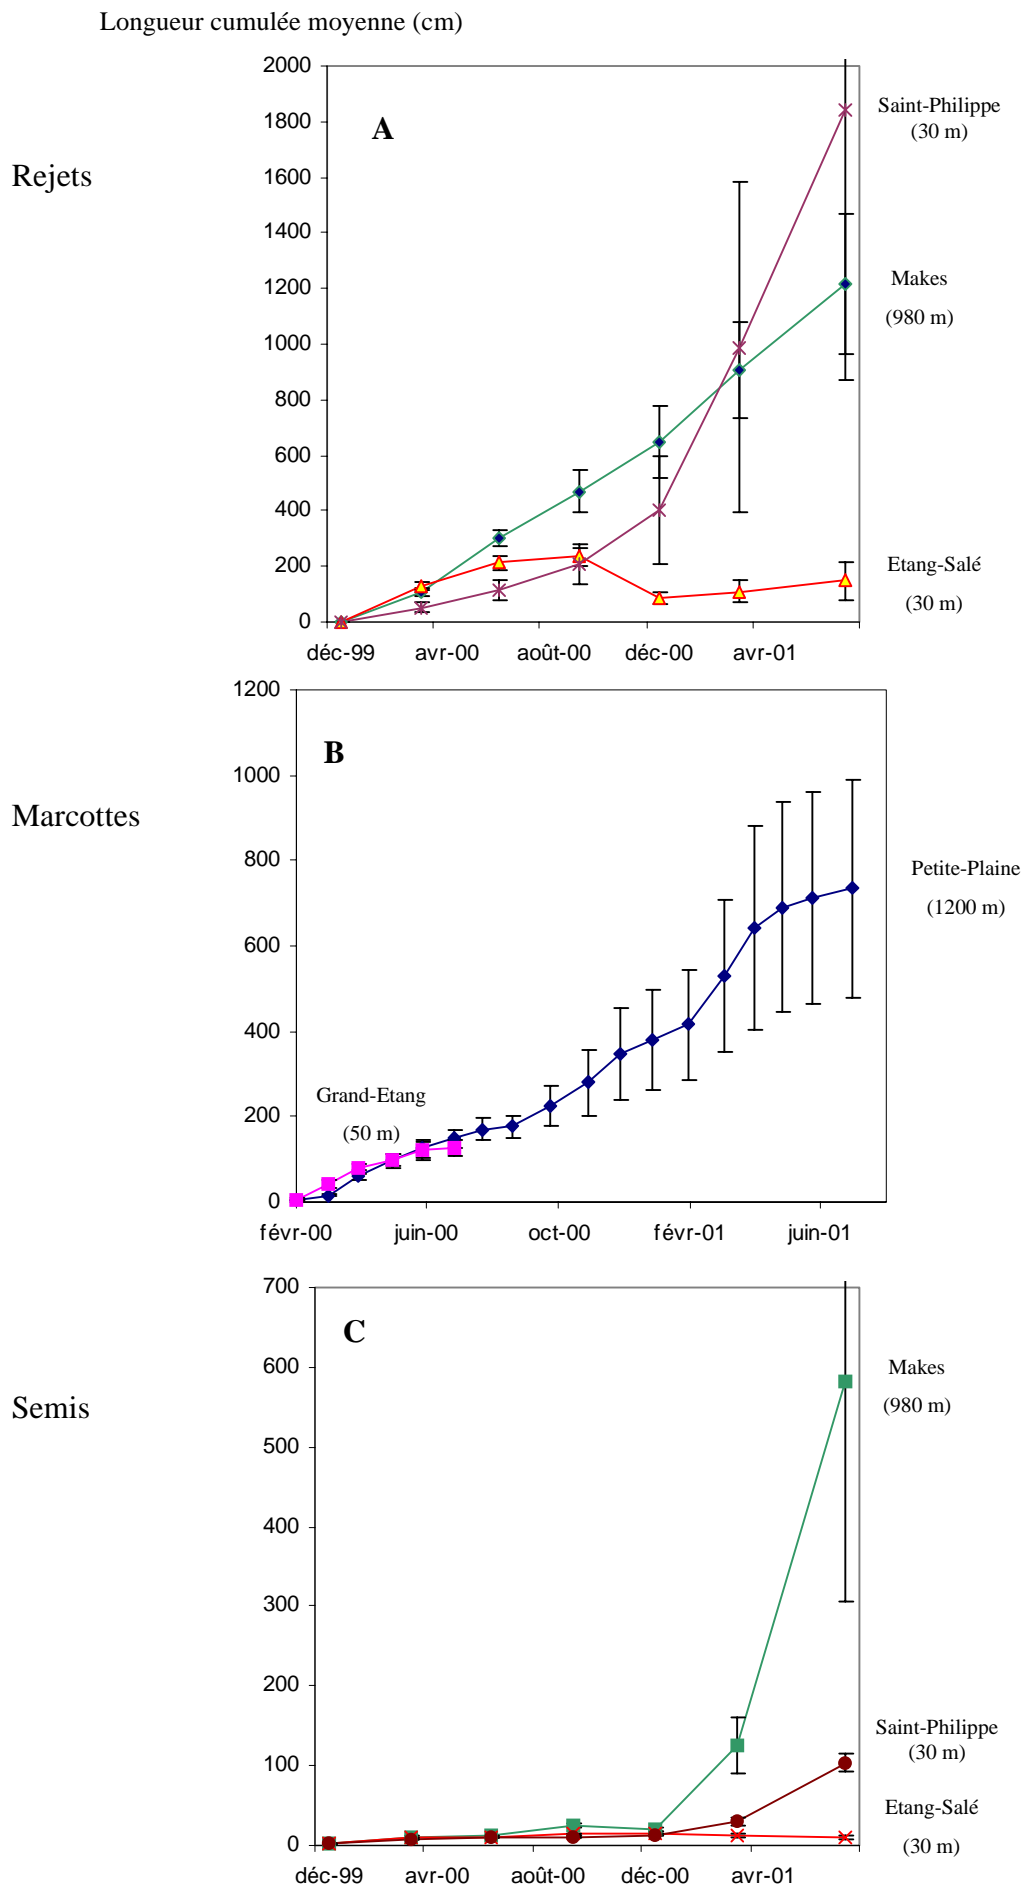 Longueur cumulée moyenne (cm)
Rejets
A
2000
1800
1600
1400
1200
1000
800
600
400
200
0
déc-99 avr-00 août-00 déc-00 avr-01
Saint-Philippe
(30 m)
Makes
(980 m)
Etang-Salé
(30 m)
Marcottes
B
1200
1000
800
600
400
200
0
févr-00 juin-00 oct-00 févr-01 juin-01
Grand-Etang
(50 m)
Petite-Plaine
(1200 m)
Semis
C
700
600
500
400
300
200
100
0
déc-99 avr-00 août-00 déc-00 avr-01
Makes
(980 m)
Saint-Philippe
(30 m)
Etang-Salé
(30 m)